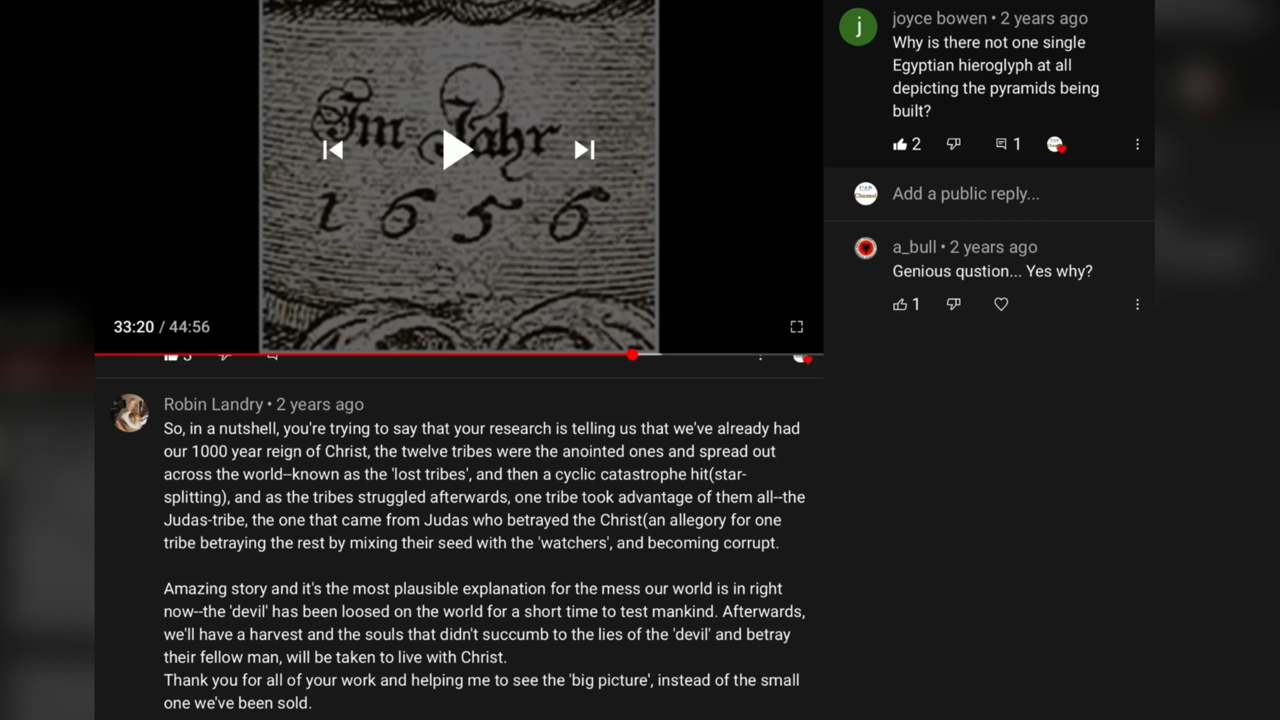 Im Jahr
1656
33:20 / 44:56
3
Robin Landry • 2 years ago
So, in a nutshell, you're trying to say that your research is telling us that we've already had
our 1000 year reign of Christ, the twelve tribes were the anointed ones and spread out
across the world--known as the 'lost tribes', and then a cyclic catastrophe hit(star-
splitting), and as the tribes struggled afterwards, one tribe took advantage of them all--the
Judas-tribe, the one that came from Judas who betrayed the Christ(an allegory for one
tribe betraying the rest by mixing their seed with the 'watchers', and becoming corrupt.
Amazing story and it's the most plausible explanation for the mess our world is in right
now--the 'devil' has been loosed on the world for a short time to test mankind. Afterwards,
we'll have a harvest and the souls that didn't succumb to the lies of the 'devil' and betray
their fellow man, will be taken to live with Christ.
Thank you for all of your work and helping me to see the 'big picture', instead of the small
one we've been sold.
j
joyce bowen • 2 years ago
Why is there not one single
Egyptian hieroglyph at all
depicting the pyramids being
built?
2 1
Add a public reply...
a_bull • 2 years ago
Genious qustion... Yes why?
1